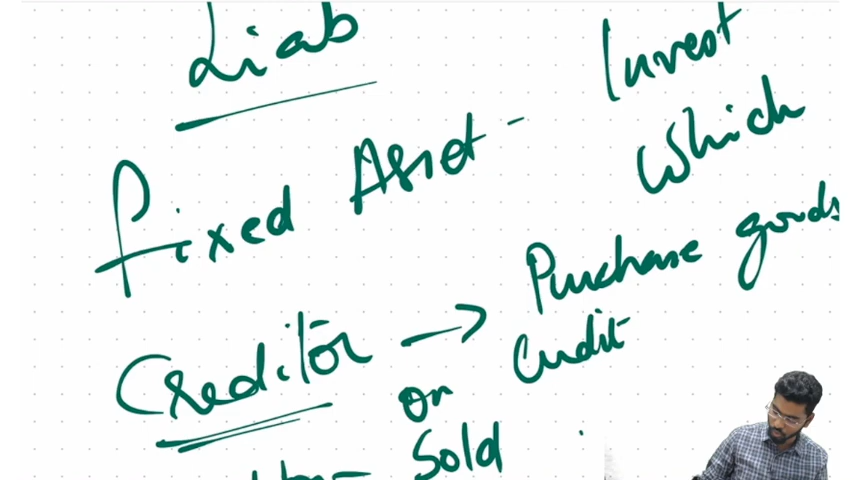 Liab
Fixed Asset - Invest
Which
Creditor → Purchase goods
on Credit
Sold